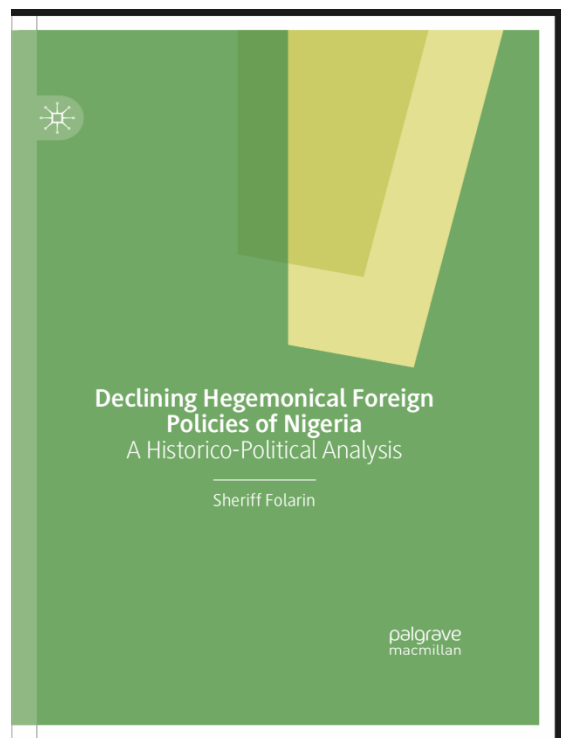 Declining Hegemonical Foreign
Policies of Nigeria
A Historico-Political Analysis
Sheriff Folarin
palgrave
macmillan